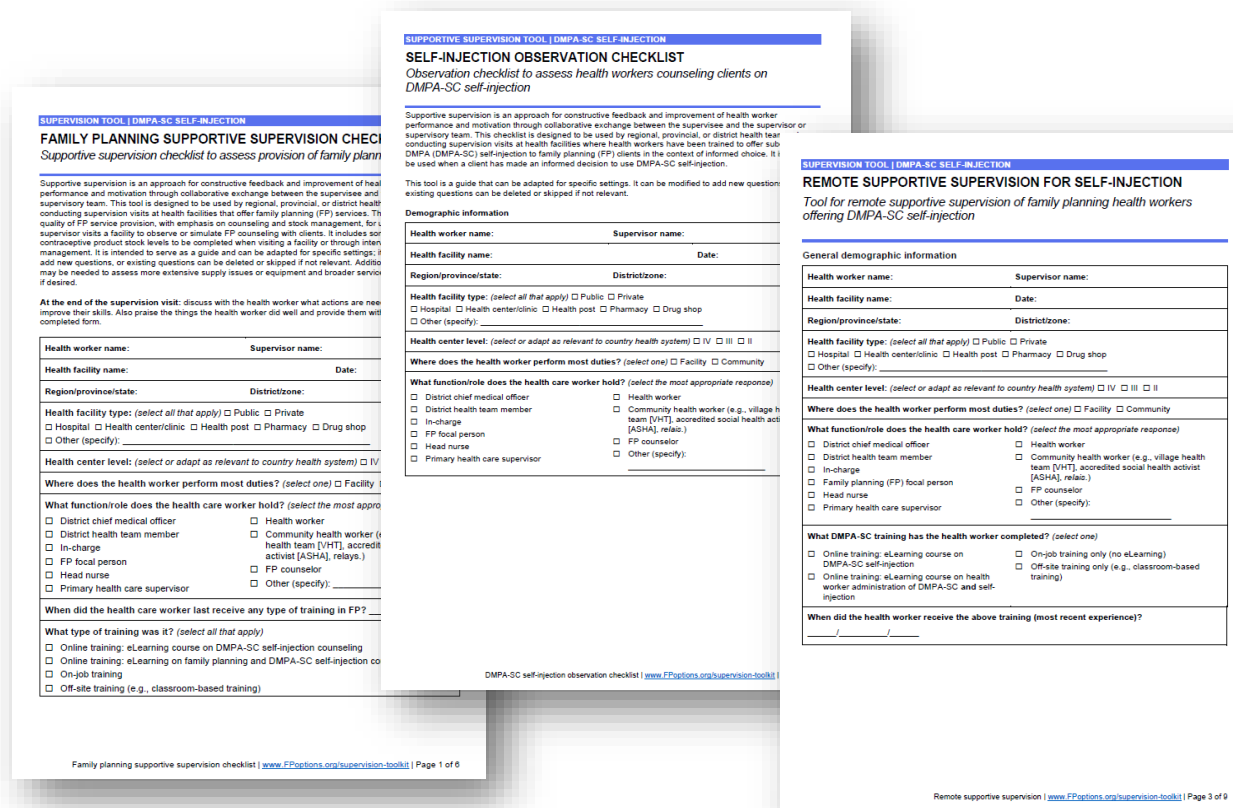 SUPERVISION TOOL | DMPA-SC SELF-INJECTION
FAMILY PLANNING SUPPORTIVE SUPERVISION
Supportive supervision checklist to assess provision of family
Supportive supervision is an approach for constructive feedback and improvement of
performance and motivation through collaborative exchange between the supervisee and
supervisory team. This tool is designed to be used by regional, provincial, or district
conducting supervision visits at health facilities that offer family planning (FP) services.
quality of FP service provision, with emphasis on counseling and stock management, for
supervisor visits a facility to observe or simulate FP counseling with clients. It includes
contraceptive product stock levels to be completed when visiting a facility or through
management. It is intended to serve as a guide and can be adapted for specific settings;
add new questions, or existing questions can be deleted or skipped if not relevant.
may be needed to assess more extensive supply issues or equipment and broader
if desired.
At the end of the supervision visit: discuss with the health worker what actions are
improve their skills. Also praise the things the health worker did well and provide them
completed form.
Health worker name: Supervisor name:
Health facility name: Date:
Region/province/state: District/zone:
Health facility type: (select all that apply) ☐ Public ☐ Private
☐ Hospital ☐ Health center/clinic ☐ Health post ☐ Pharmacy ☐ Drug shop
☐ Other (specify):
Health center level: (select or adapt as relevant to country health system) ☐ IV
Where does the health worker perform most duties? (select one) ☐ Facility
What function/role does the health care worker hold? (select the most
☐ District chief medical officer
☐ District health team member
☐ In-charge
☐ FP focal person
☐ Head nurse
☐ Primary health care supervisor
☐ Health worker
☐ Community health worker
health team [VHT],
activist [ASHA], relays.)
☐ FP counselor
☐ Other (specify):
When did the health care worker last receive any type of training in FP?
What type of training was it? (select all that apply)
☐ Online training: eLearning course on DMPA-SC self-injection counseling
☐ Online training: eLearning on family planning and DMPA-SC self-injection
☐ On-job training
☐ Off-site training (e.g., classroom-based training)
Family planning supportive supervision checklist | www.FPoptions.org/supervision-toolkit | Page 1 of 6
SUPPORTIVE SUPERVISION TOOL | DMPA-SC SELF-INJECTION
SELF-INJECTION OBSERVATION CHECKLIST
Observation checklist to assess health workers counseling clients on
DMPA-SC self-injection
Supportive supervision is an approach for constructive feedback and improvement of health worker
performance and motivation through collaborative exchange between the supervisee and the supervisor or
supervisory team. This checklist is designed to be used by regional, provincial, or district health
conducting supervision visits at health facilities where health workers have been trained to offer
DMPA (DMPA-SC) self-injection to family planning (FP) clients in the context of informed choice. It
be used when a client has made an informed decision to use DMPA-SC self-injection.
This tool is a guide that can be adapted for specific settings. It can be modified to add new
existing questions can be deleted or skipped if not relevant.
Demographic information
Health worker name: Supervisor name:
Health facility name: Date:
Region/province/state: District/zone:
Health facility type: (select all that apply) ☐ Public ☐ Private
☐ Hospital ☐ Health center/clinic ☐ Health post ☐ Pharmacy ☐ Drug shop
☐ Other (specify):
Health center level: (select or adapt as relevant to country health system) ☐ IV ☐ III ☐ II
Where does the health worker perform most duties? (select one) ☐ Facility ☐ Community
What function/role does the health care worker hold? (select the most appropriate response)
☐ District chief medical officer
☐ District health team member
☐ In-charge
☐ FP focal person
☐ Head nurse
☐ Primary health care supervisor
☐ Health worker
☐ Community health worker (e.g., village
team [VHT], accredited social health
[ASHA], relais.)
☐ FP counselor
☐ Other (specify):
DMPA-SC self-injection observation checklist | www.FPoptions.org/supervision-toolkit |
SUPERVISION TOOL | DMPA-SC SELF-INJECTION
REMOTE SUPPORTIVE SUPERVISION FOR SELF-INJECTION
Tool for remote supportive supervision of family planning health workers
offering DMPA-SC self-injection
General demographic information
Health worker name: Supervisor name:
Health facility name: Date:
Region/province/state: District/zone:
Health facility type: (select all that apply) ☐ Public ☐ Private
☐ Hospital ☐ Health center/clinic ☐ Health post ☐ Pharmacy ☐ Drug shop
☐ Other (specify):
Health center level: (select or adapt as relevant to country health system) ☐ IV ☐ III ☐ II
Where does the health worker perform most duties? (select one) ☐ Facility ☐ Community
What function/role does the health care worker hold? (select the most appropriate response)
☐ District chief medical officer
☐ District health team member
☐ In-charge
☐ Family planning (FP) focal person
☐ Head nurse
☐ Primary health care supervisor
☐ Health worker
☐ Community health worker (e.g., village health
team [VHT], accredited social health activist
[ASHA], relais.)
☐ FP counselor
☐ Other (specify):
What DMPA-SC training has the health worker completed? (select one)
☐ Online training: eLearning course on
DMPA-SC self-injection
☐ Online training: eLearning course on health
worker administration of DMPA-SC and self-
injection
☐ On-job training only (no eLearning)
☐ Off-site training only (e.g., classroom-based
training)
When did the health worker receive the above training (most recent experience)?
____/____/____
Remote supportive supervision | www.FPoptions.org/supervision-toolkit | Page 3 of 9